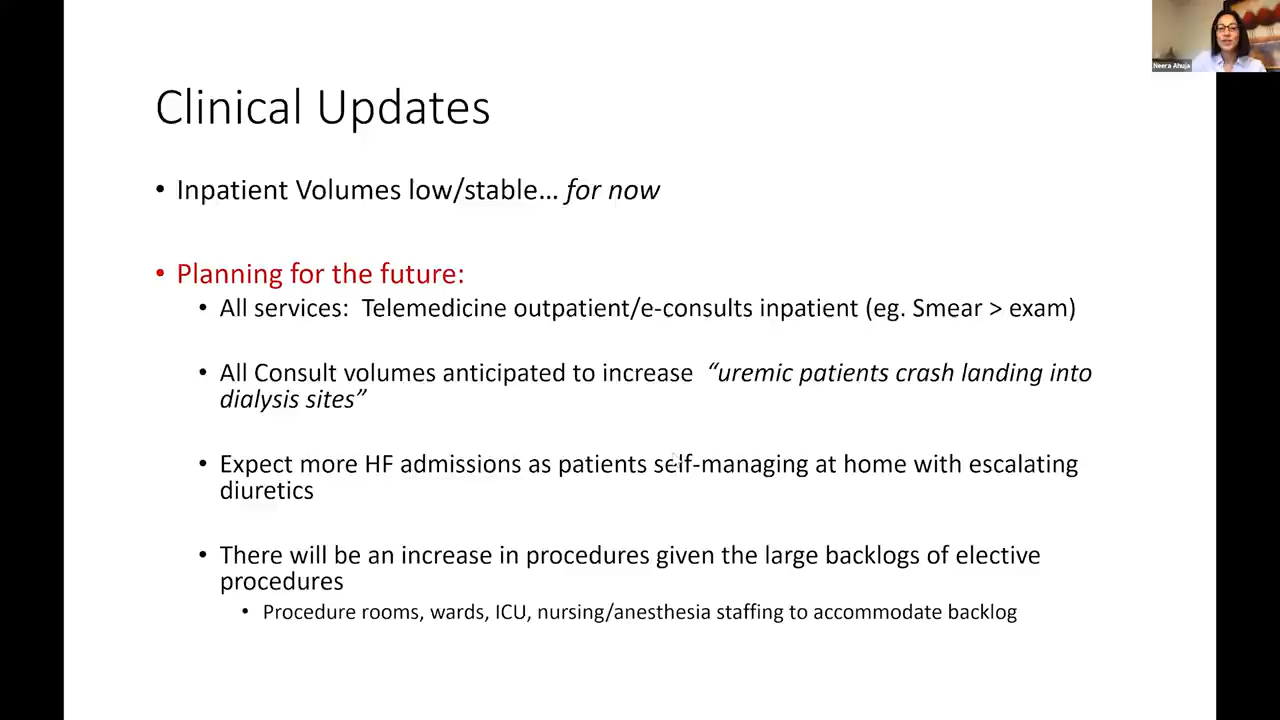 Neera Ahuja
Clinical Updates
• Inpatient Volumes low/stable... for now
• Planning for the future:
• All services: Telemedicine outpatient/e-consults inpatient (eg. Smear > exam)
• All Consult volumes anticipated to increase “uremic patients crash landing into
dialysis sites”
• Expect more HF admissions as patients self-managing at home with escalating
diuretics
• There will be an increase in procedures given the large backlogs of elective
procedures
• Procedure rooms, wards, ICU, nursing/anesthesia staffing to accommodate backlog